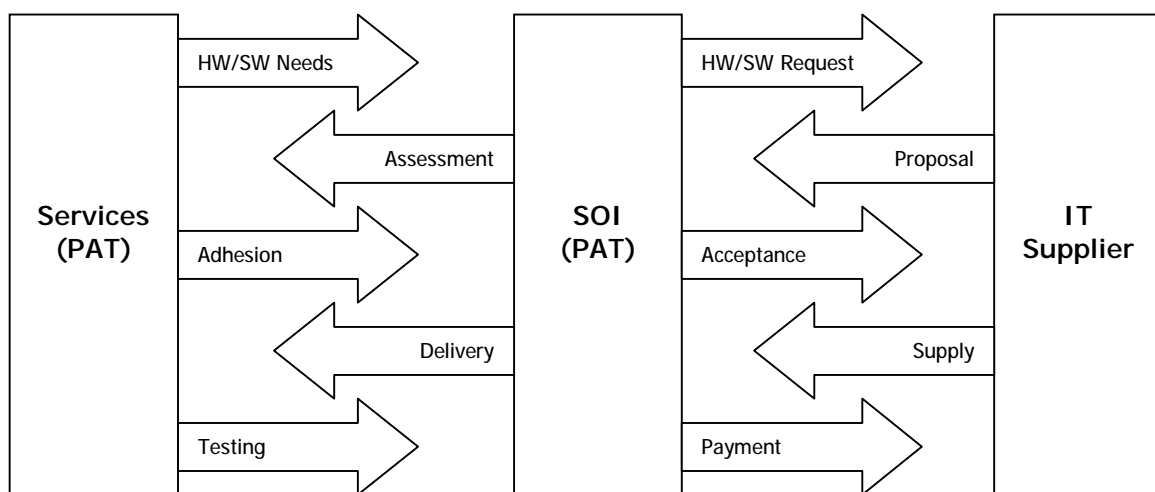 HW/SW Needs
HW/SW Request
Assessment
Proposal
Services
(PAT)
SOI
(PAT)
IT
Supplier
Adhesion
Acceptance
Delivery
Supply
Testing
Payment